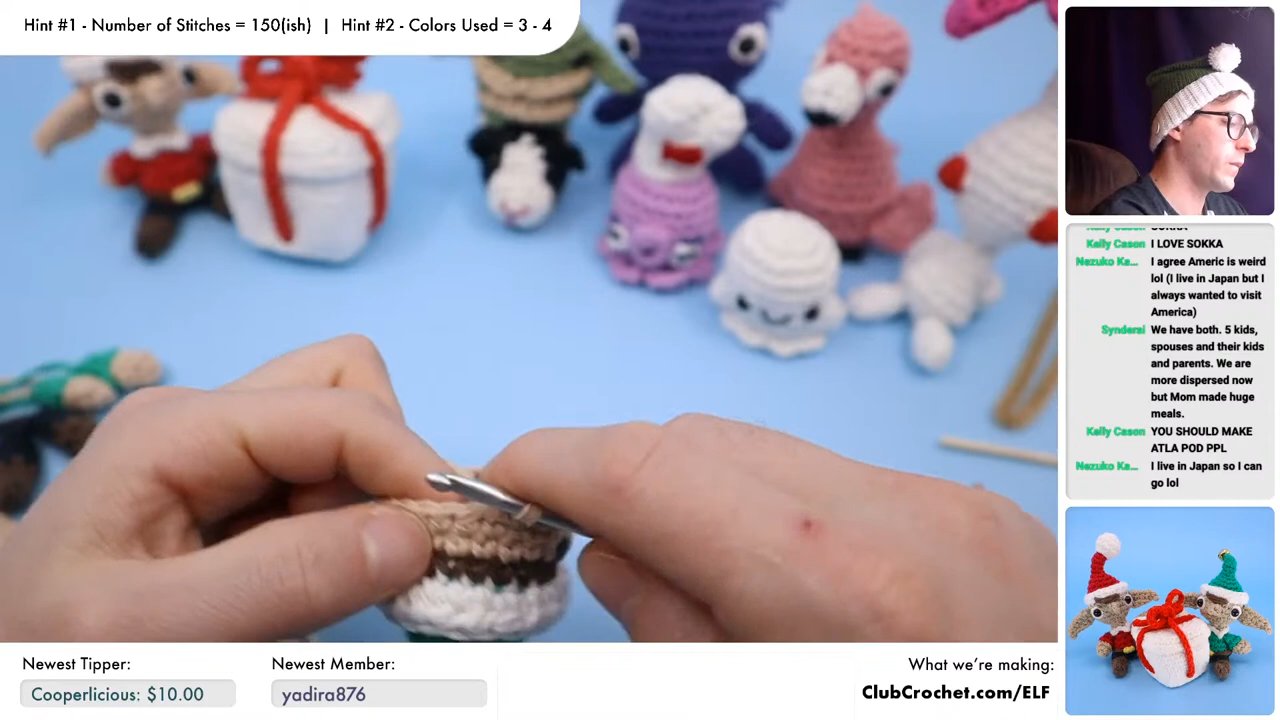 Hint #1 - Number of Stitches = 150(ish) | Hint #2 - Colors Used = 3 - 4
Kelly Cason SOKKA
Kelly Cason I LOVE SOKKA
Nezuko Ka... I agree Americ is weird
lol (I live in Japan but I
always wanted to visit
America)
Synderzi We have both. 5 kids,
spouses and their kids
and parents. We are
more dispersed now
but Mom made huge
meals.
Kelly Cason YOU SHOULD MAKE
ATLA POD PPL
Nezuko Ka... I live in Japan so I can
go lol
Newest Tipper:
Cooperlicious: $10.00
Newest Member:
yadira876
What we're making:
ClubCrochet.com/ELF